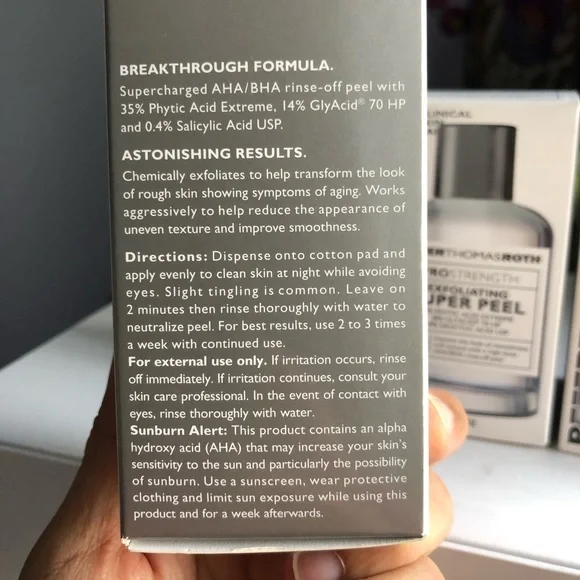 BREAKTHROUGH FORMULA.
Supercharged AHA/BHA rinse-off peel with
35% Phytic Acid Extreme, 14% GlyAcid® 70 HP
and 0.4% Salicylic Acid USP.
ASTONISHING RESULTS.
Chemically exfoliates to help transform the look
of rough skin showing symptoms of aging. Works
aggressively to help reduce the appearance of
uneven texture and improve smoothness.
Directions: Dispense onto cotton pad and
apply evenly to clean skin at night while avoiding
eyes. Slight tingling is common. Leave on
2 minutes then rinse thoroughly with water to
neutralize peel. For best results, use 2 to 3 times
a week with continued use.
For external use only. If irritation occurs, rinse
off immediately. If irritation continues, consult your
skin care professional. In the event of contact with
eyes, rinse thoroughly with water.
Sunburn Alert: This product contains an alpha
hydroxy acid (AHA) that may increase your skin's
sensitivity to the sun and particularly the possibility
of sunburn. Use a sunscreen, wear protective
clothing and limit sun exposure while using this
product and for a week afterwards.
LINICAL
ERTHOMASROTH
ROSTRENGTH
EXFOLIATING
UPER PEEL